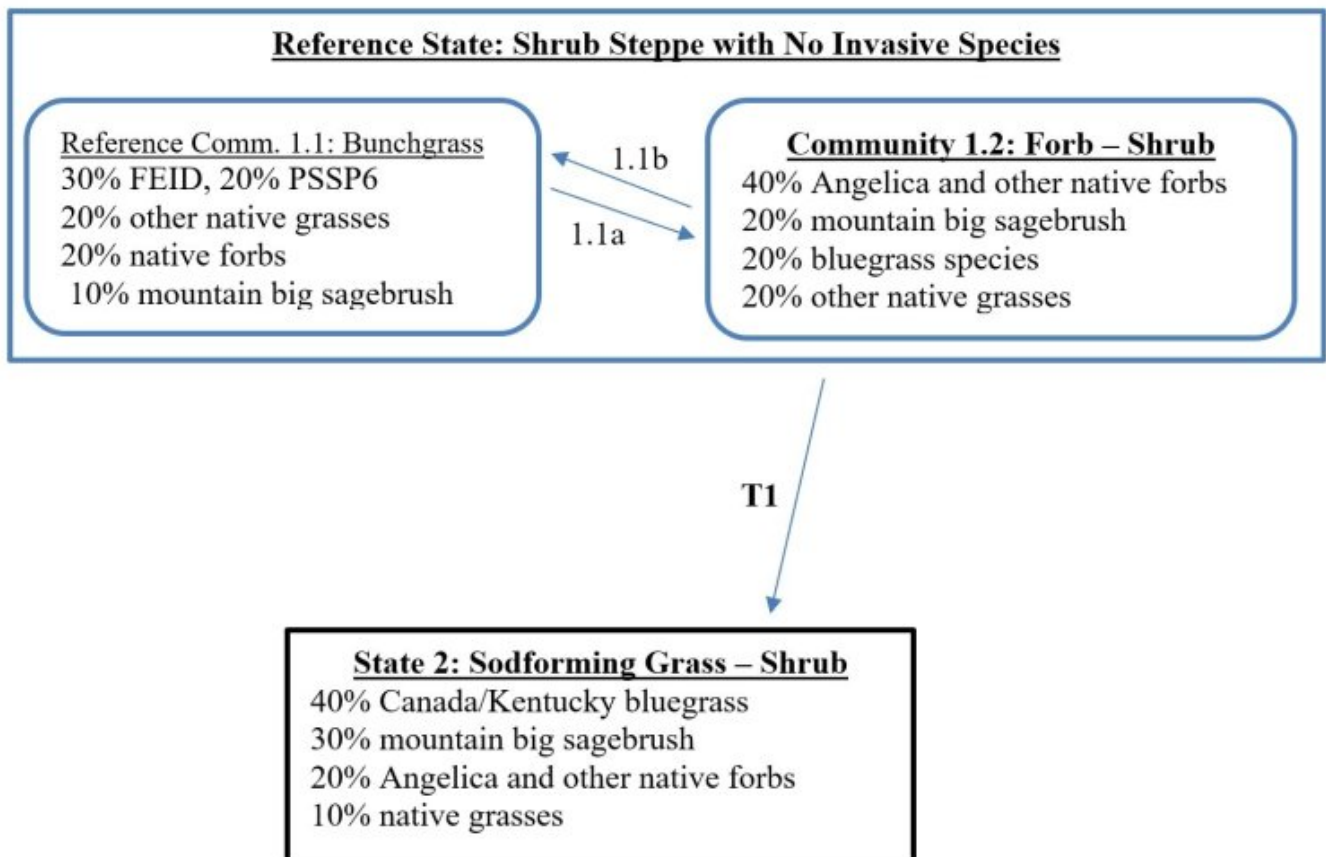 Reference State: Shrub Steppe with No Invasive Species
Reference Comm. 1.1: Bunchgrass
30% FEID, 20% PSSP6
20% other native grasses
20% native forbs
10% mountain big sagebrush
1.1b
1.1a
Community 1.2: Forb – Shrub
40% Angelica and other native forbs
20% mountain big sagebrush
20% bluegrass species
20% other native grasses
T1
State 2: Sodforming Grass – Shrub
40% Canada/Kentucky bluegrass
30% mountain big sagebrush
20% Angelica and other native forbs
10% native grasses